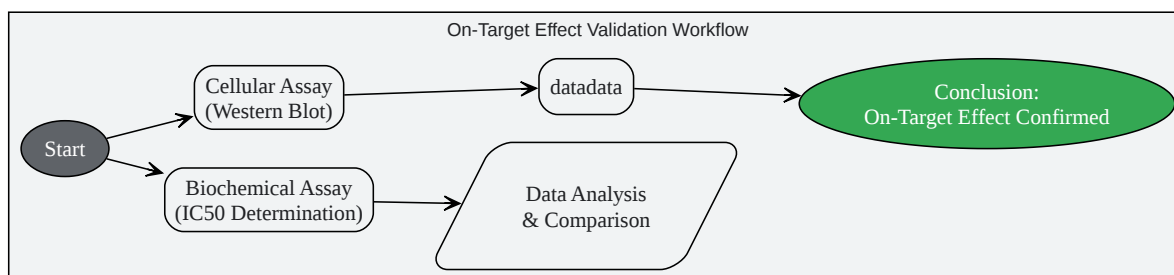 On-Target Effect Validation Workflow
Start
Cellular Assay
(Western Blot)
datadata
Conclusion:
On-Target Effect Confirmed
Biochemical Assay
(IC50 Determination)
Data Analysis
& Comparison